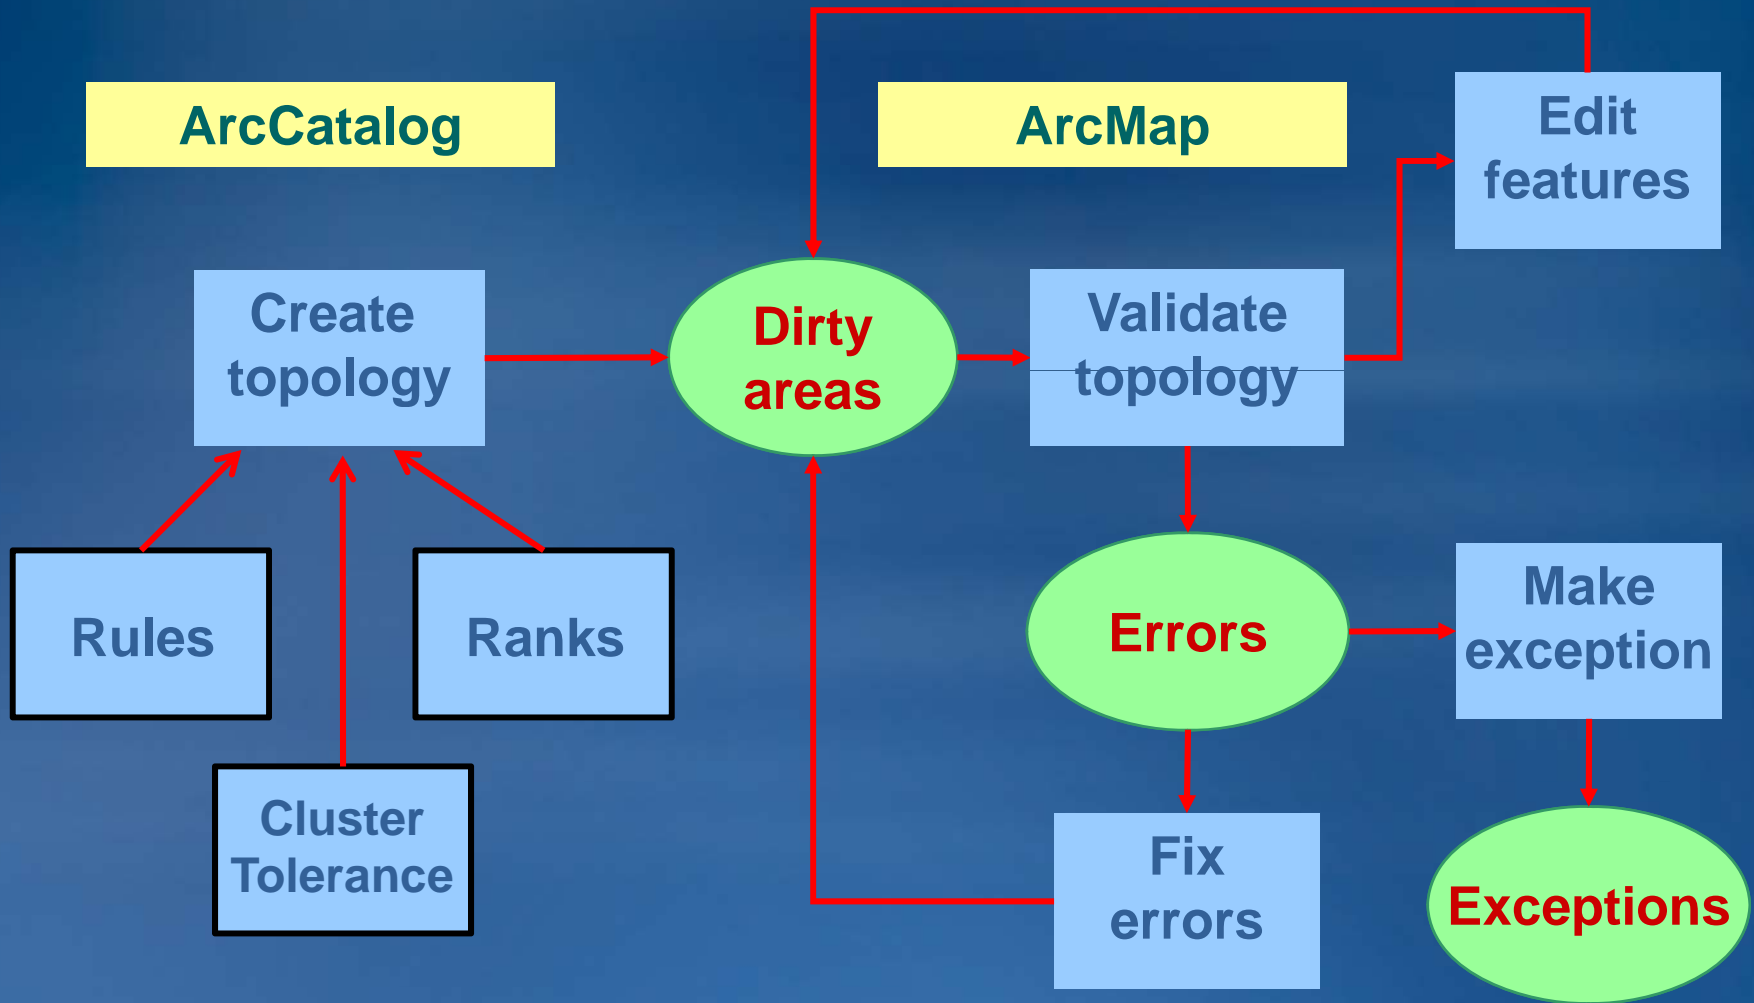 ArcCatalog
ArcMap
Edit
features
Create
topology
Dirty
areas
Validate
topology
Rules
Ranks
Errors
Make
exception
Cluster
Tolerance
Fix
errors
Exceptions